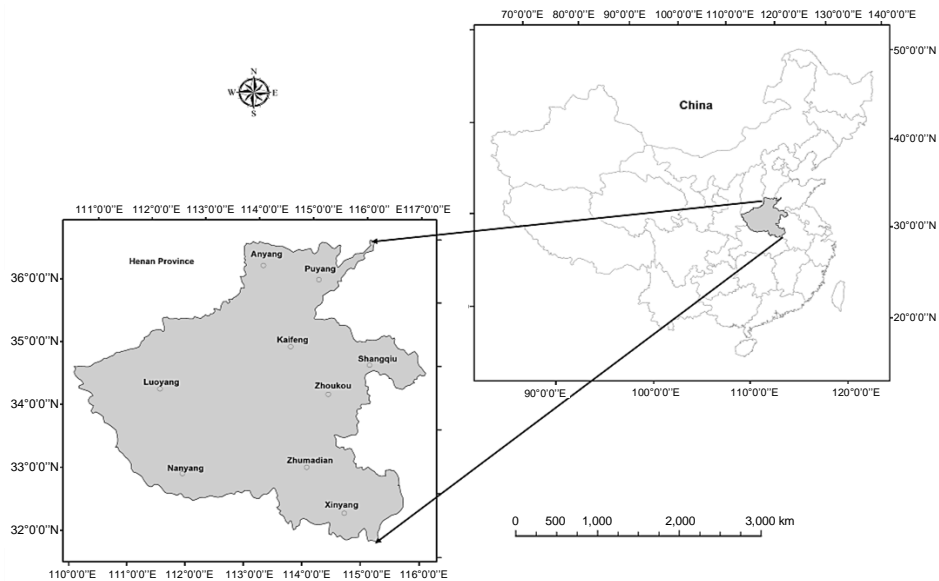 70°0'0''E 80°0'0''E 90°0'0''E 100°0'0''E 110°0'0''E 120°0'0''E 130°0'0''E 140°0'0''E
50°0'0''N
N
W E
S
China
40°0'0''N
30°0'0''N
20°0'0''N
90°0'0''E 100°0'0''E 110°0'0''E 120°0'0''E
111°0'0''E 112°0'0''E 113°0'0''E 114°0'0''E 115°0'0''E 116°0'0''E E117°0'0''E
Henan Province
Anyang
Puyang
36°0'0''N
Kaifeng
35°0'0''N
Shangqiu
Luoyang
Zhoukou
34°0'0''N
Zhumadian
33°0'0''N
Nanyang
Xinyang
32°0'0''N
110°0'0''E 111°0'0''E 112°0'0''E 113°0'0''E 114°0'0''E 115°0'0''E 116°0'0''E
0 500 1,000 2,000 3,000 km